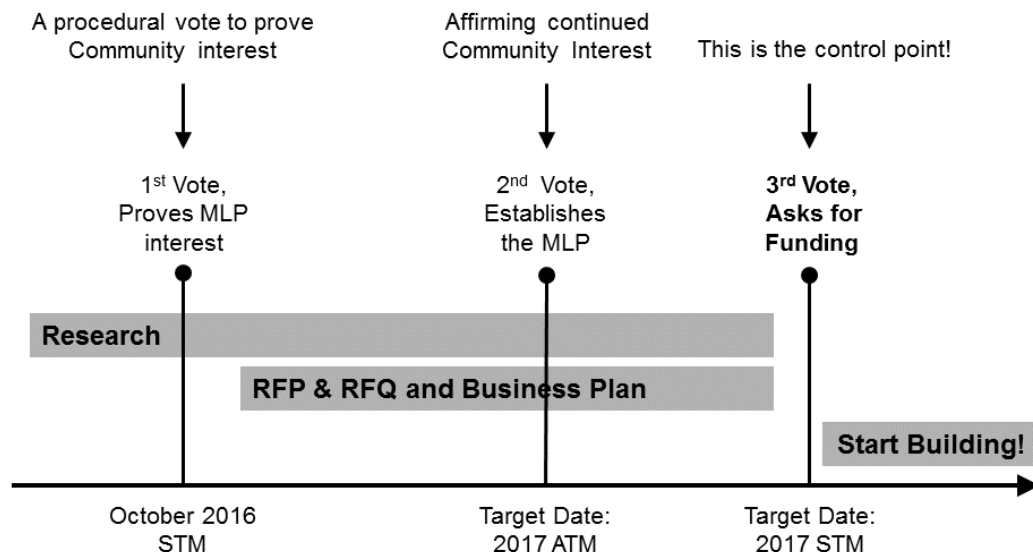 A procedural vote to prove
Community interest
Affirming continued
Community Interest
This is the control point!
1st Vote,
Proves MLP
interest
2nd Vote,
Establishes
the MLP
3rd Vote,
Asks for
Funding
Research
RFP & RFQ and Business Plan
Start Building!
October 2016
STM
Target Date:
2017 ATM
Target Date:
2017 STM